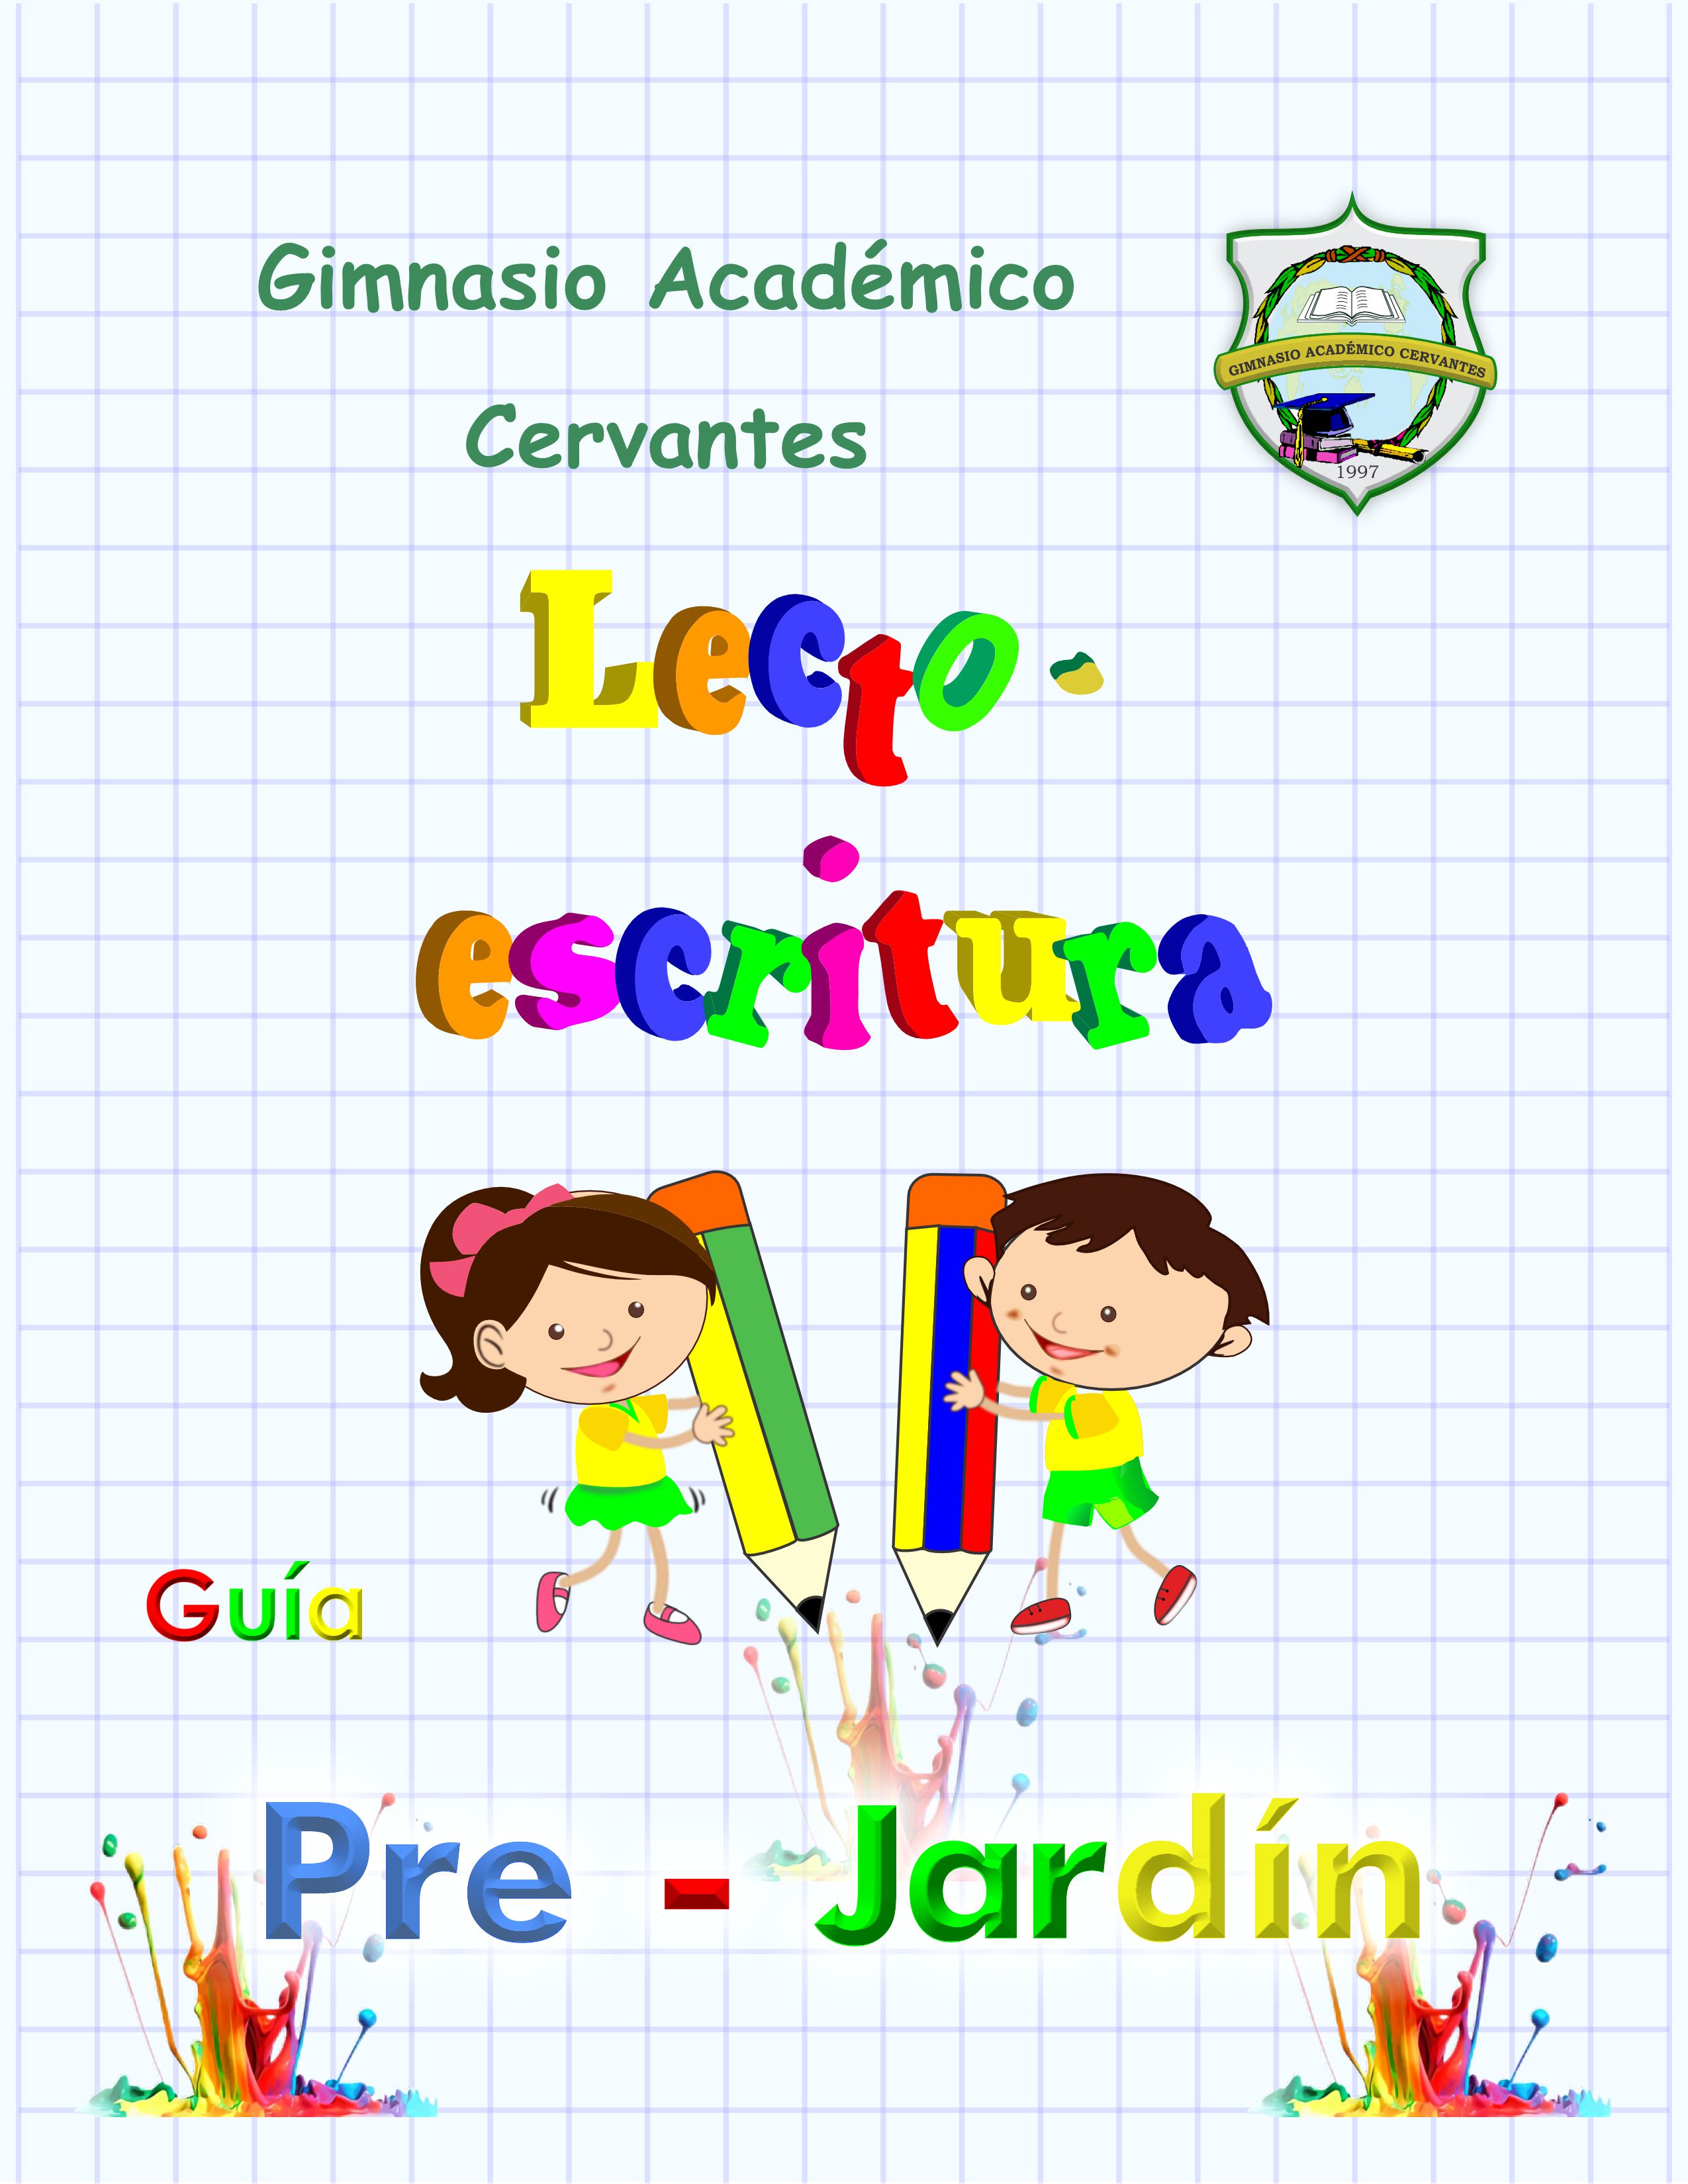 Gimnasio Académico
GIMNASIO ACADÉMICO CERVANTES
1997
Cervantes
Lecto -
escritura
Guía
Pre - Jardín